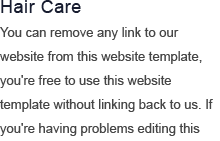 Hair Care
You can remove any link to our
website from this website template,
you're free to use this website
template without linking back to us. If
you're having problems editing this